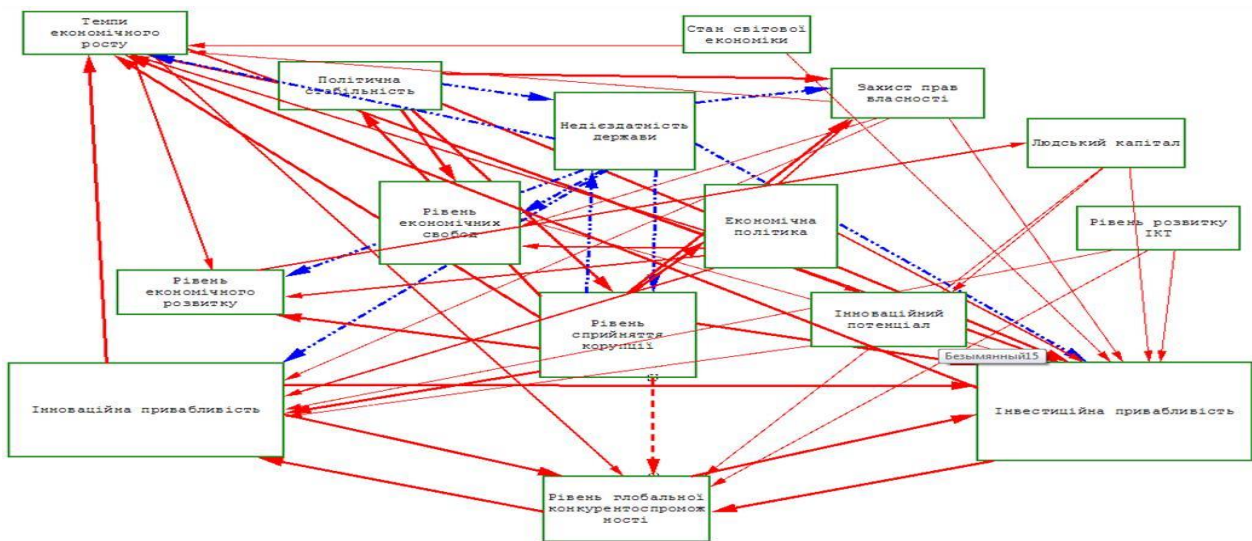 Темпи
економічного
росту
Стан світової
економіки
Політична
стабільність
Захист прав
власності
Недієздатність
держави
Людський капітал
Рівень
економічних
свобод
Економічна
політика
Рівень розвитку
ІКТ
Рівень
економічного
розвитку
Рівень
сприйняття
корупції
Інноваційний
потенціал
Безымянный15
Інноваційна привабливість
Інвестиційна привабливість
Рівень глобальної
конкурентоспромож
ності